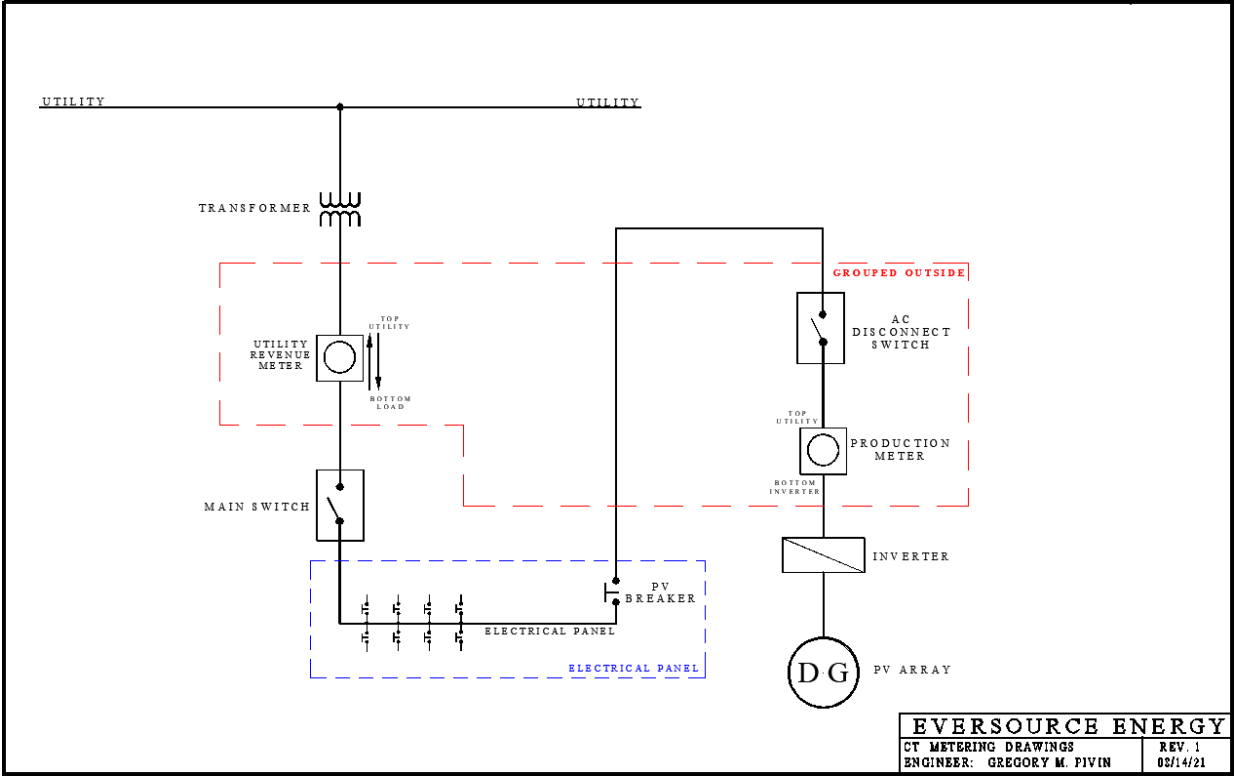 UTILITY
UTILITY
TRANSFORMER
GROUPED OUTSIDE
TOP
UTILITY
UTILITY
REVENUE
METER
BOTTOM
LOAD
AC
DISCONNECT
SWITCH
TOP
UTILITY
PRODUCTION
METER
BOTTOM
INVERTER
MAIN SWITCH
INVERTER
PV
BREAKER
ELECTRICAL PANEL
ELECTRICAL PANEL
D·G
PV ARRAY
EVERSOURCE ENERGY
CT METERING DRAWINGS
REV. 1
ENGINEER: GREGORY M. PIVIN
03/14/21